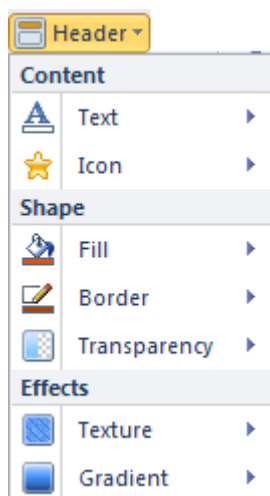 Header
Content
Text
Icon
Shape
Fill
Border
Transparency
Effects
Texture
Gradient